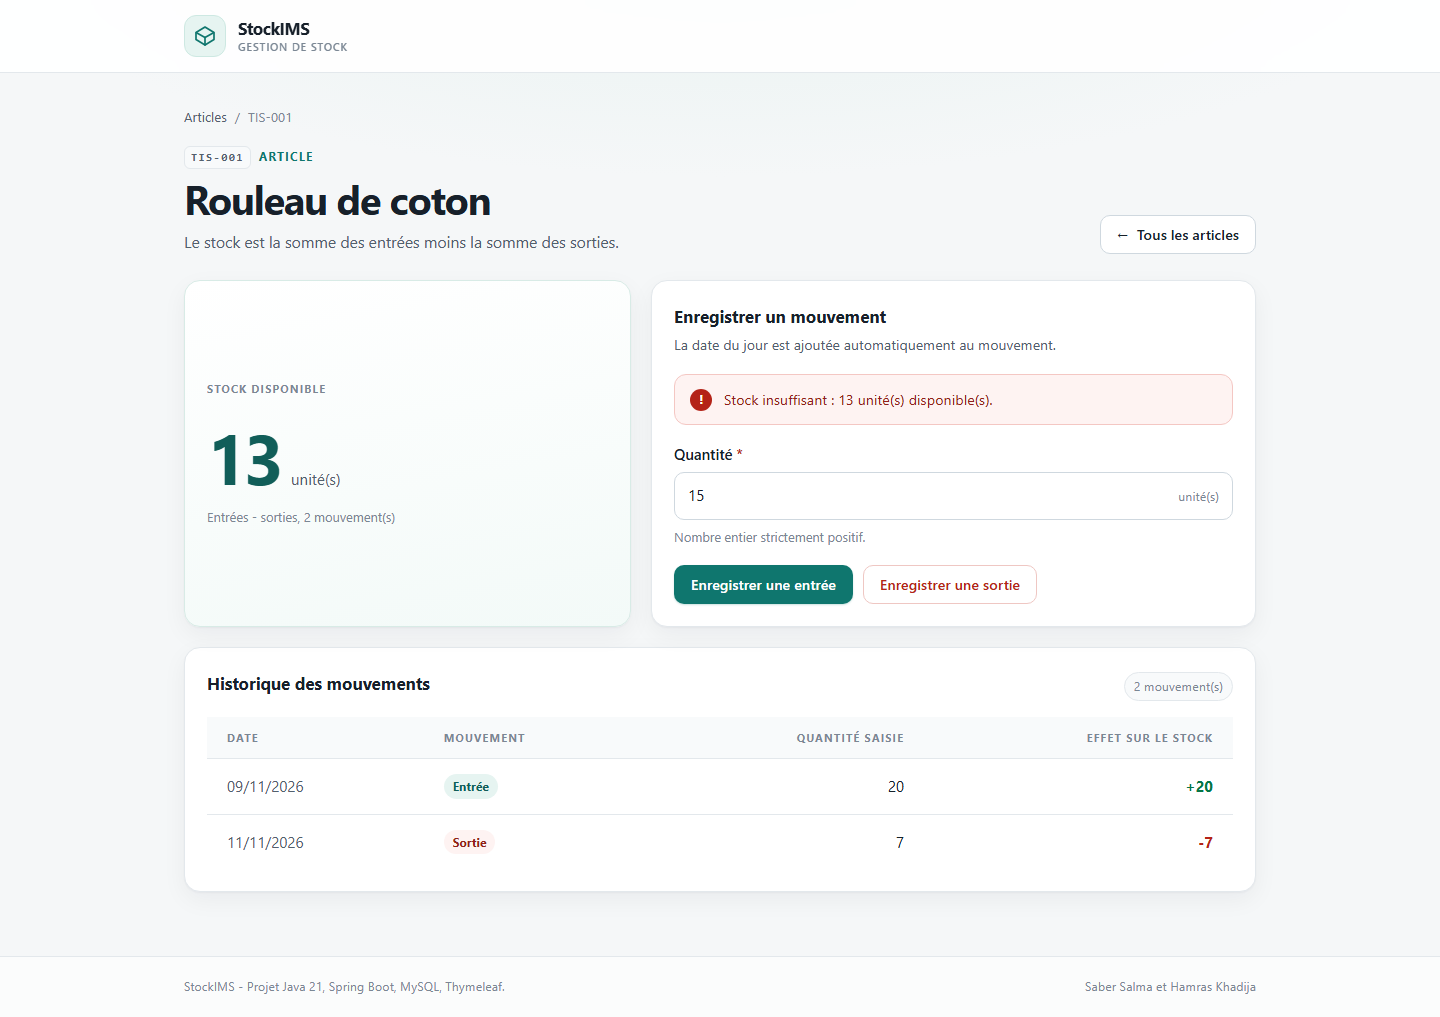 StockIMS
GESTION DE STOCK
Articles / TIS-001
TIS-001 ARTICLE
Rouleau de coton
Le stock est la somme des entrées moins la somme des sorties.
← Tous les articles
STOCK DISPONIBLE
13 unité(s)
Entrées - sorties, 2 mouvement(s)
Enregistrer un mouvement
La date du jour est ajoutée automatiquement au mouvement.
! Stock insuffisant : 13 unité(s) disponible(s).
Quantité *
15 unité(s)
Nombre entier strictement positif.
Enregistrer une entrée Enregistrer une sortie
Historique des mouvements 2 mouvement(s)
DATE MOUVEMENT QUANTITÉ SAISIE EFFET SUR LE STOCK
09/11/2026 Entrée 20 +20
11/11/2026 Sortie 7 -7
StockIMS - Projet Java 21, Spring Boot, MySQL, Thymeleaf. Saber Salma et Hamras Khadija